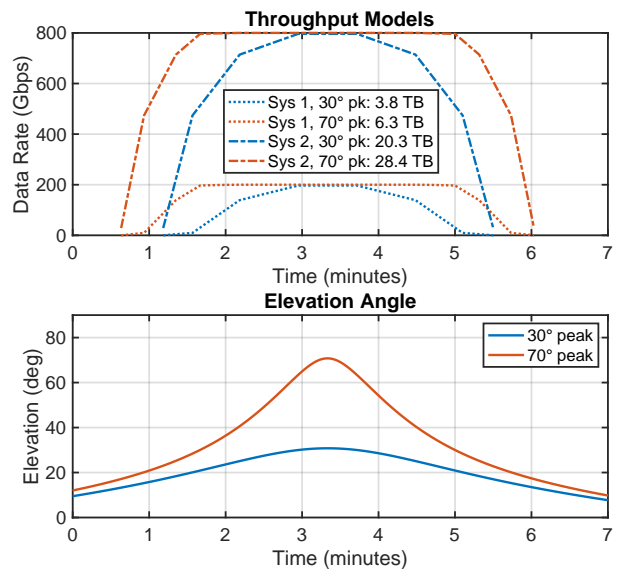 Throughput Models
800
600
400
200
0
Data Rate (Gbps)
Sys 1, 30° pk: 3.8 TB
Sys 1, 70° pk: 6.3 TB
Sys 2, 30° pk: 20.3 TB
Sys 2, 70° pk: 28.4 TB
0 1 2 3 4 5 6 7
Time (minutes)
Elevation Angle
80
60
40
20
0
Elevation (deg)
30° peak
70° peak
0 1 2 3 4 5 6 7
Time (minutes)